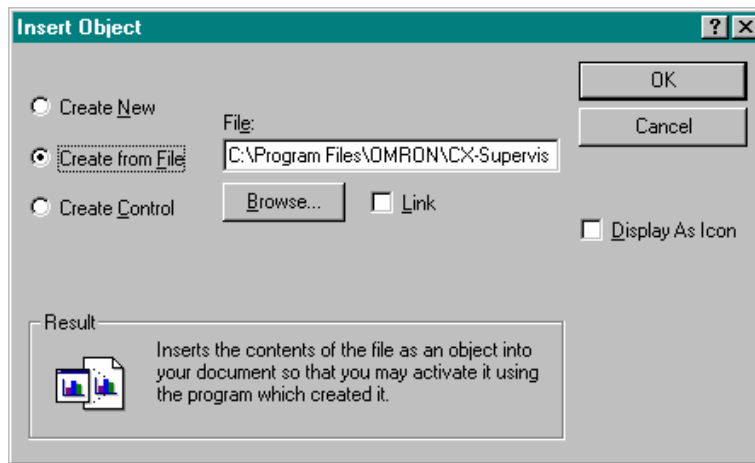 Insert Object
OK
Create New
File:
Cancel
Create from File
C:\Program Files\OMRON\CX-Supervis
Create Control
Browse...
Link
Display As Icon
Result
Inserts the contents of the file as an object into
your document so that you may activate it using
the program which created it.